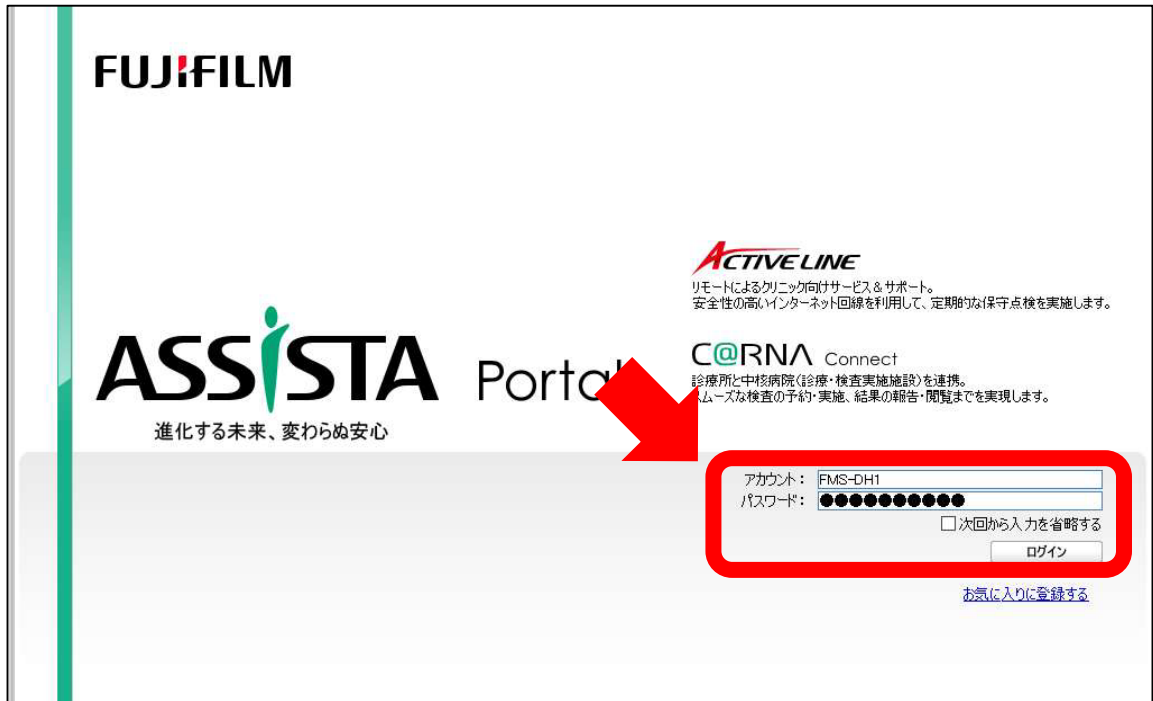 FUJIFILM
ACTIVE LINE
リモートによるクリニック向けサービス&サポート。
安全性の高いインターネット回線を利用して、定期的な保守点検を実施します。
ASSISTA Portal
進化する未来、変わらぬ安心
C@RNA Connect
診療所と中核病院(診療・検査実施施設)を連携。
ムーズな検査の予約・実施、結果の報告・閲覧までを実現します。
アカウント: FMS-DH1
パスワード: ●●●●●●●●●●
次回から入力を省略する
ログイン
お気に入りに登録する